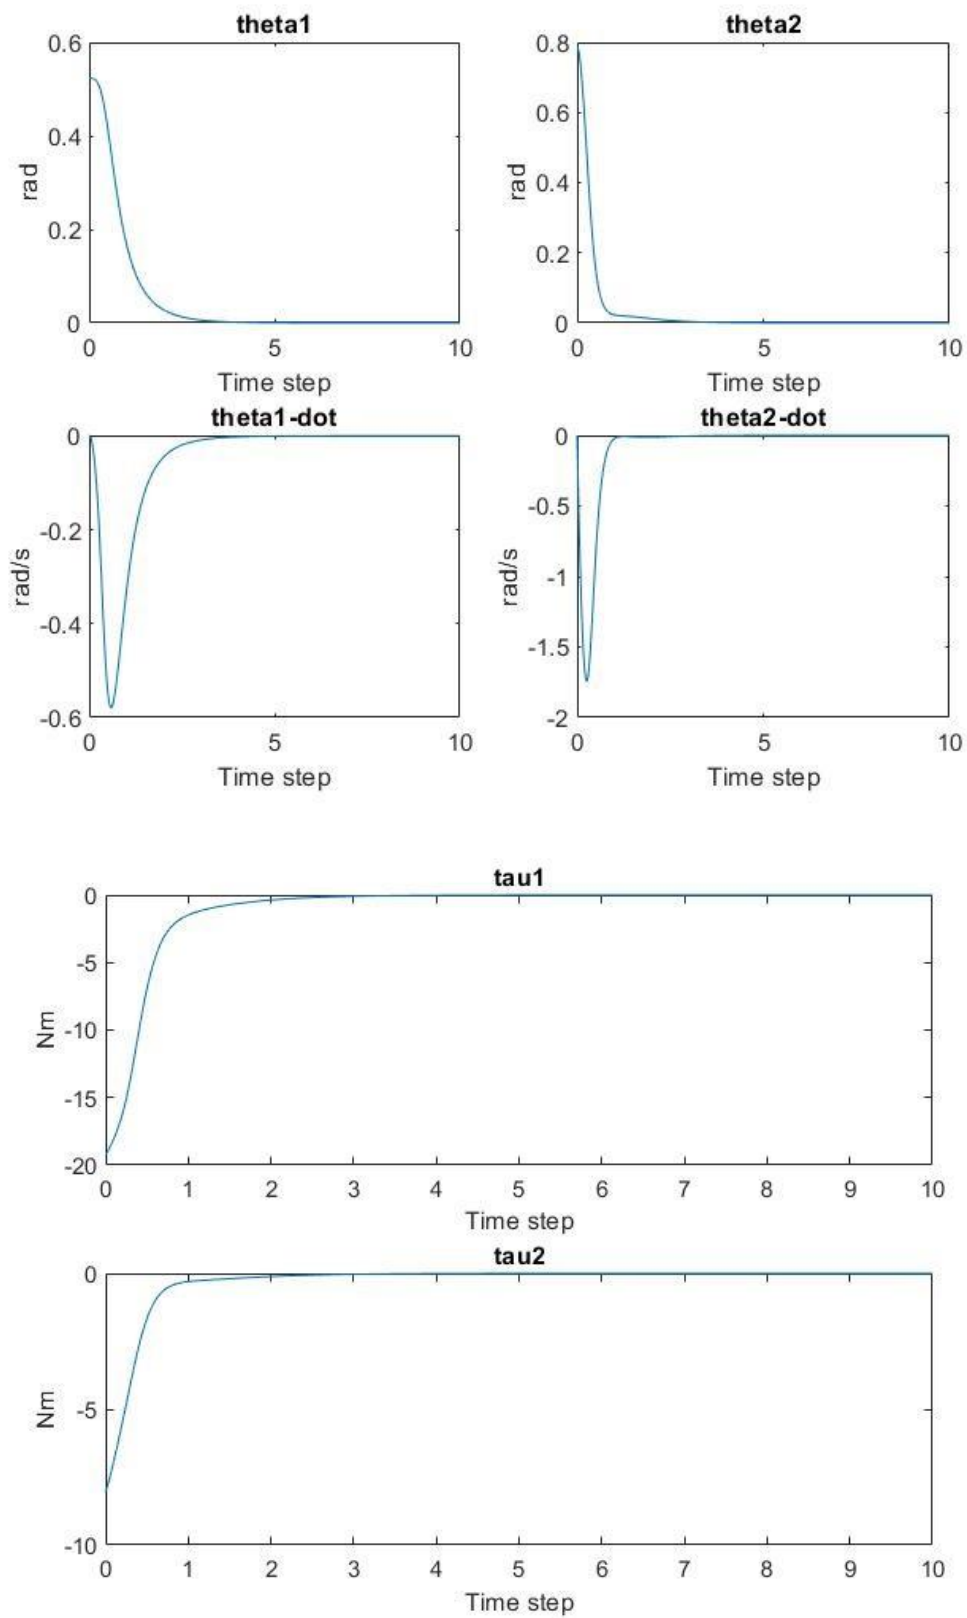 theta1
0.6
0.4
0.2
0
rad
0 5 10
Time step
theta2
0.8
0.6
0.4
0.2
0
rad
0 5 10
Time step
theta1-dot
0
-0.2
-0.4
-0.6
rad/s
0 5 10
Time step
theta2-dot
0
-0.5
-1
-1.5
-2
rad/s
0 5 10
Time step
tau1
0
-5
-10
-15
-20
Nm
0 1 2 3 4 5 6 7 8 9 10
Time step
tau2
0
-5
-10
Nm
0 1 2 3 4 5 6 7 8 9 10
Time step